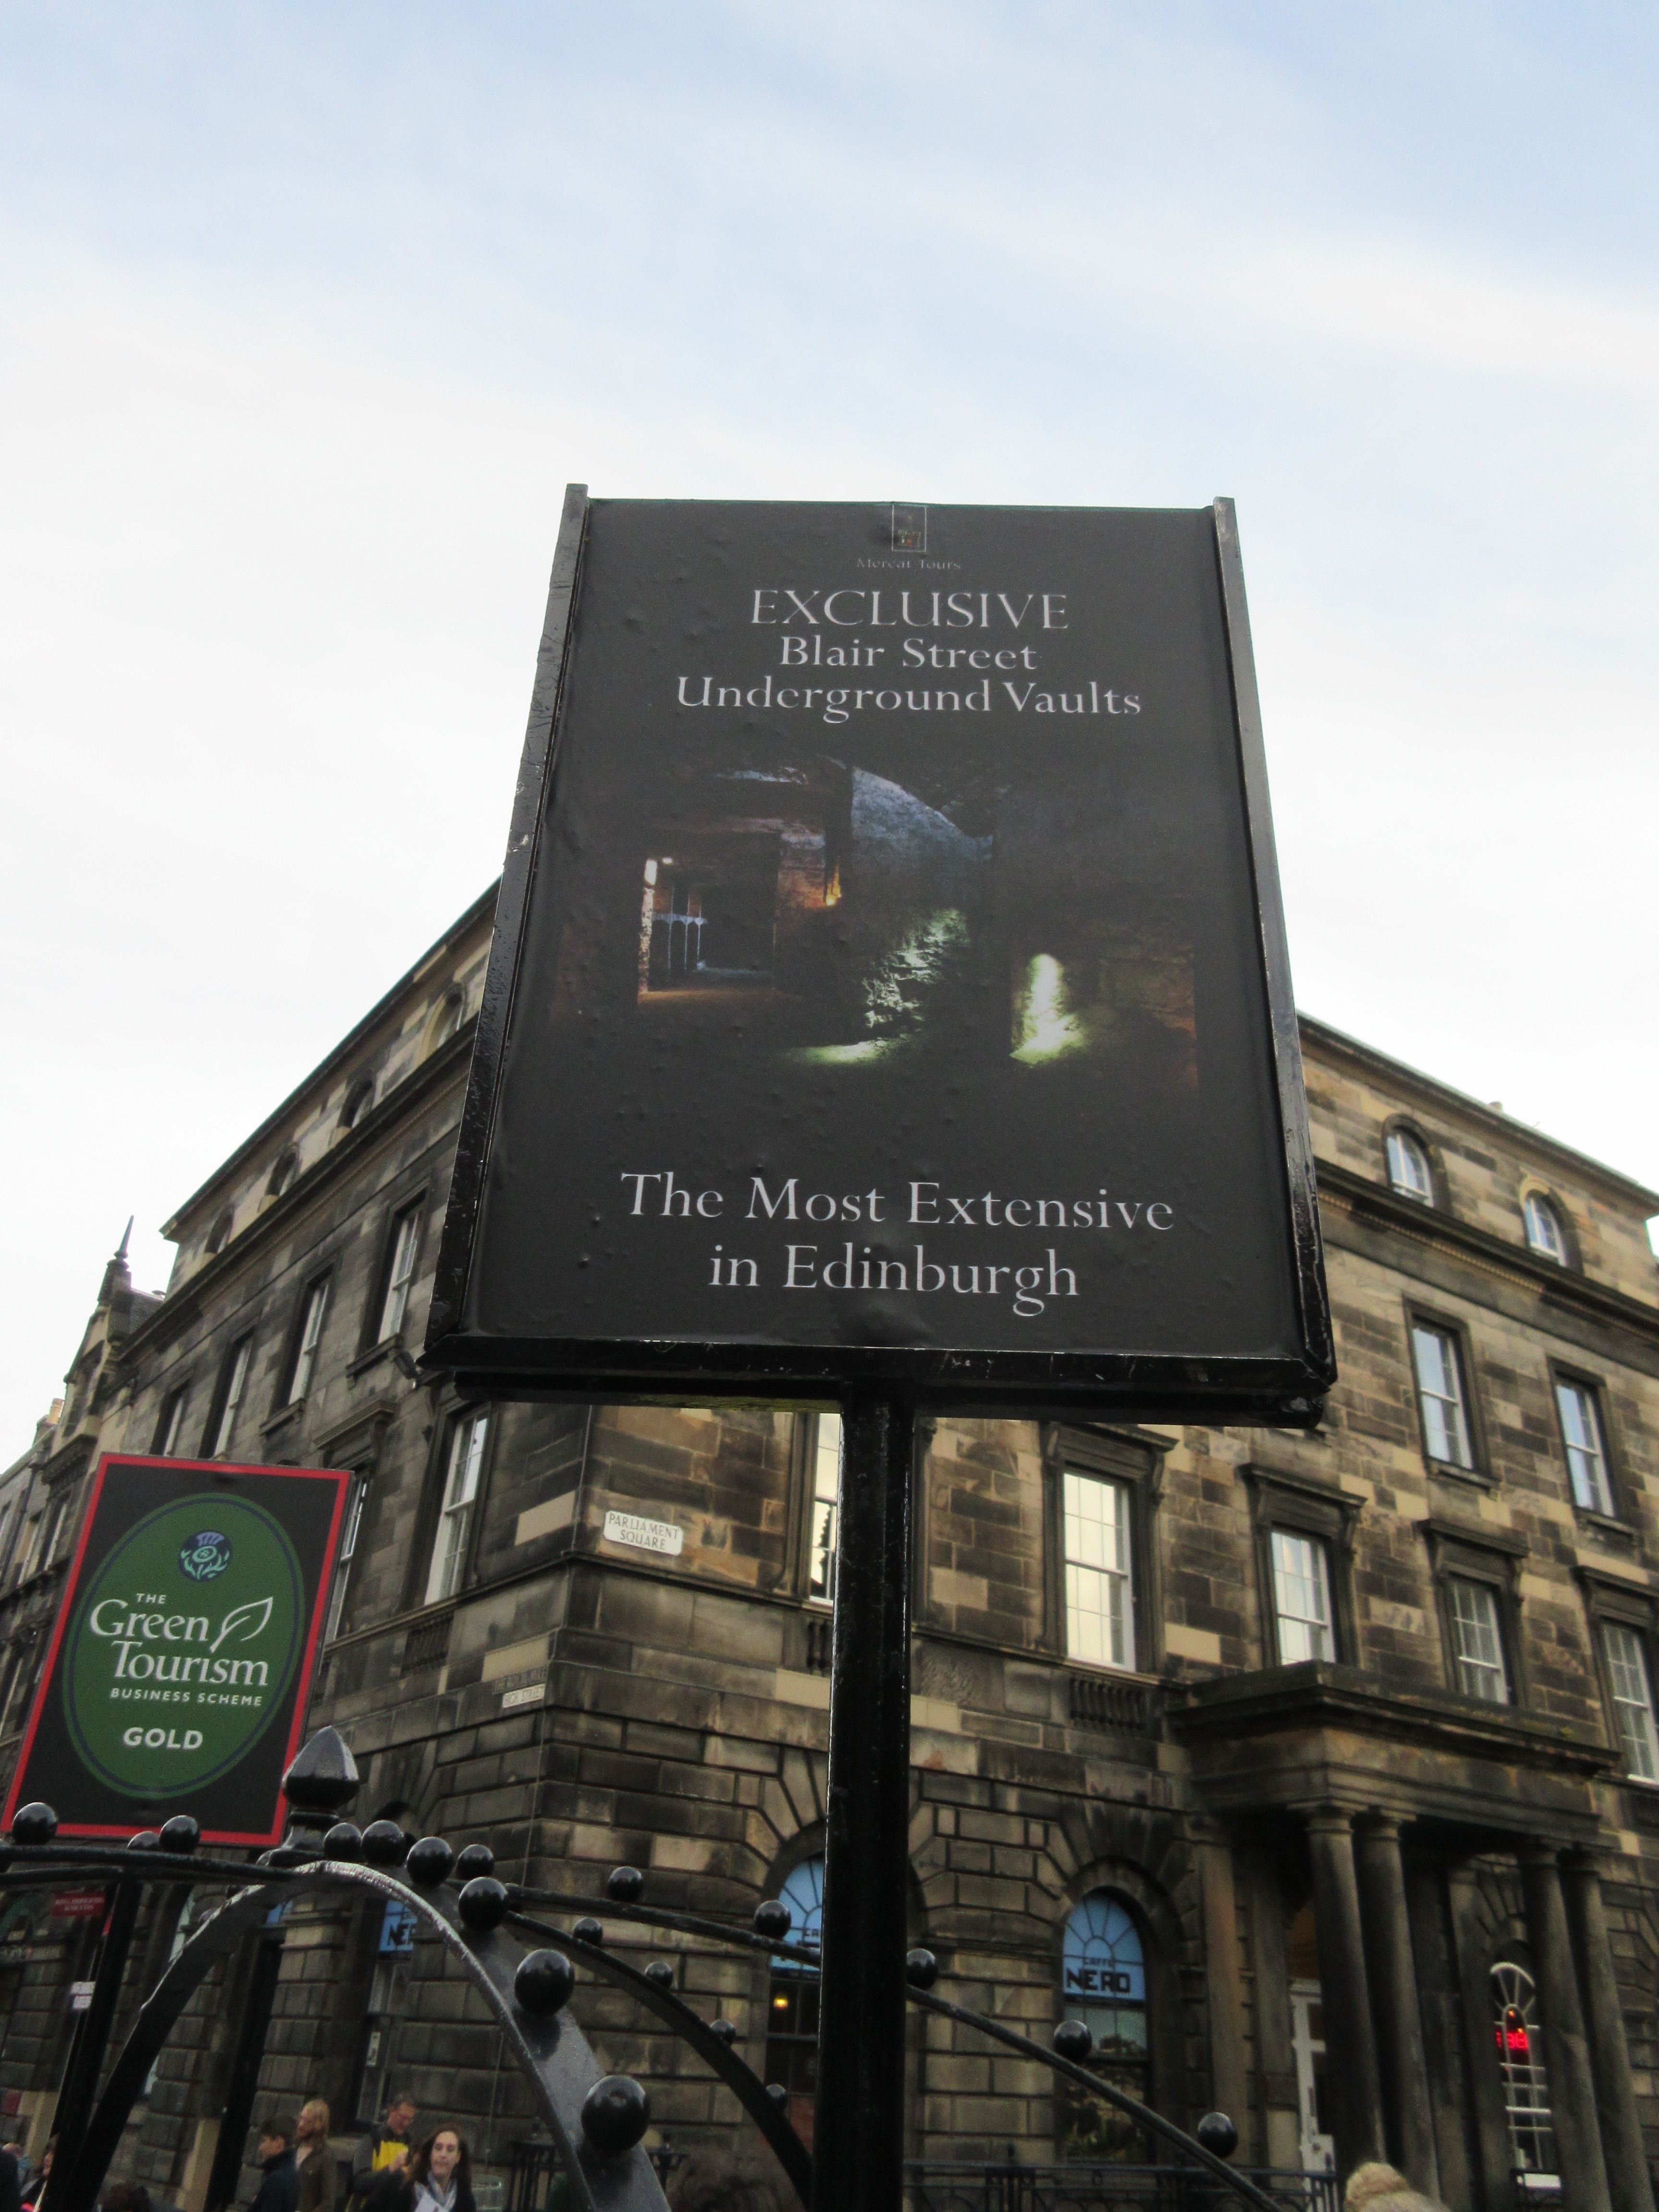 Mercat Tours
EXCLUSIVE
Blair Street
Underground Vaults
The Most Extensive
in Edinburgh
PARLIAMENT
SQUARE
THE
Green
Tourism
BUSINESS SCHEME
GOLD
CAFFE
NERO